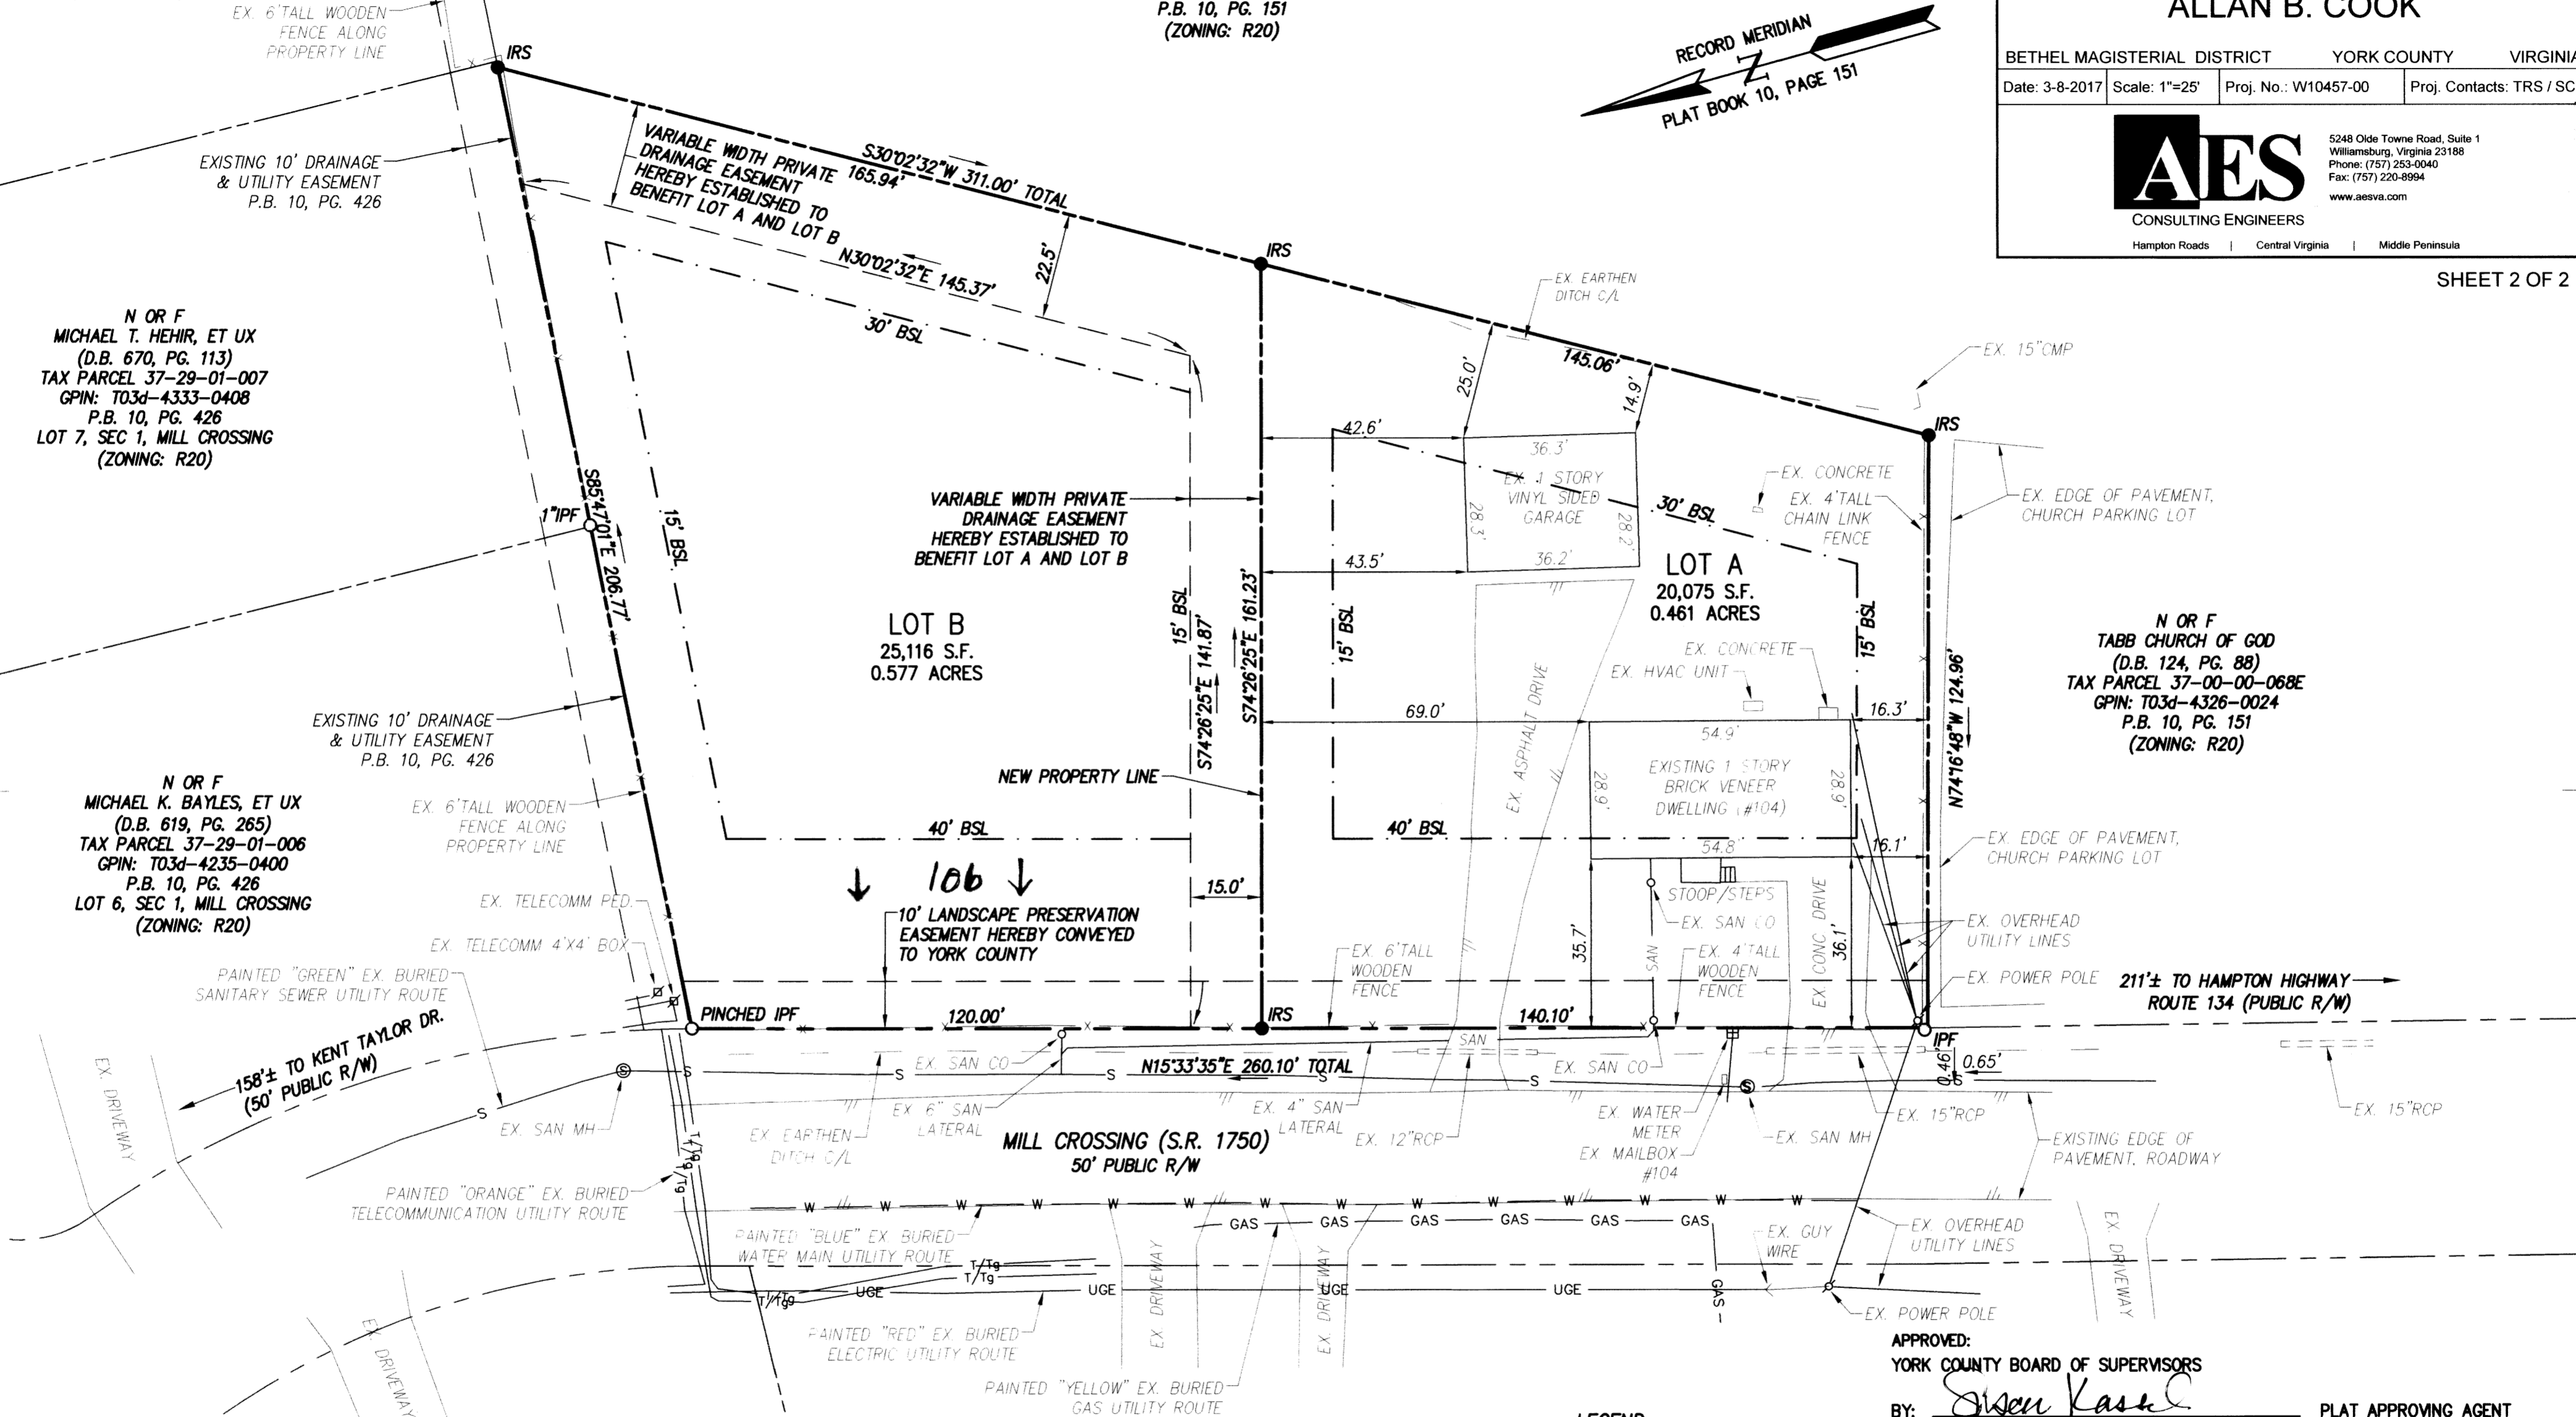 EX. 6'TALL WOODEN
FENCE ALONG
PROPERTY LINE
IRS
P.B. 10, PG. 151
(ZONING: R20)
RECORD MERIDIAN
N
PLAT BOOK 10, PAGE 151
ALLAN B. COOK
BETHEL MAGISTERIAL DISTRICT YORK COUNTY VIRGINIA
Date: 3-8-2017 Scale: 1"=25' Proj. No.: W10457-00 Proj. Contacts: TRS / SC
AES
CONSULTING ENGINEERS
5248 Olde Towne Road, Suite 1
Williamsburg, Virginia 23188
Phone: (757) 253-0040
Fax: (757) 220-8994
www.aesva.com
Hampton Roads | Central Virginia | Middle Peninsula
SHEET 2 OF 2
EXISTING 10' DRAINAGE
& UTILITY EASEMENT
P.B. 10, PG. 426
VARIABLE WIDTH PRIVATE
DRAINAGE EASEMENT
HEREBY ESTABLISHED TO
BENEFIT LOT A AND LOT B
165.94'
S30°02'32"W 311.00' TOTAL
N30°02'32"E 145.37'
22.5'
30' BSL
IRS
EX. EARTHEN
DITCH C/L
145.06'
25.0'
14.9'
EX. 15"CMP
IRS
N OR F
MICHAEL T. HEHIR, ET UX
(D.B. 670, PG. 113)
TAX PARCEL 37-29-01-007
GPIN: T03d-4333-0408
P.B. 10, PG. 426
LOT 7, SEC 1, MILL CROSSING
(ZONING: R20)
1"IPF
S85°47'01"E 206.77'
15' BSL
VARIABLE WIDTH PRIVATE
DRAINAGE EASEMENT
HEREBY ESTABLISHED TO
BENEFIT LOT A AND LOT B
42.6'
36.3'
EX. 1 STORY
VINYL SIDED
GARAGE
28.3'
28.2'
36.2'
43.5'
30' BSL
EX. CONCRETE
EX. 4'TALL
CHAIN LINK
FENCE
EX. EDGE OF PAVEMENT,
CHURCH PARKING LOT
LOT A
20,075 S.F.
0.461 ACRES
LOT B
25,116 S.F.
0.577 ACRES
15' BSL
S74°26'25"E 141.87'
S74°26'25"E 161.23'
15' BSL
15' BSL
EX. ASPHALT DRIVE
EX. CONCRETE
EX. HVAC UNIT
N OR F
TABB CHURCH OF GOD
(D.B. 124, PG. 88)
TAX PARCEL 37-00-00-068E
GPIN: T03d-4326-0024
P.B. 10, PG. 151
(ZONING: R20)
N74°16'48"W 124.96'
69.0'
16.3'
54.9'
EXISTING 1 STORY
BRICK VENEER
DWELLING (#104)
28.9'
28.9'
54.8'
16.1'
EXISTING 10' DRAINAGE
& UTILITY EASEMENT
P.B. 10, PG. 426
NEW PROPERTY LINE
N OR F
MICHAEL K. BAYLES, ET UX
(D.B. 619, PG. 265)
TAX PARCEL 37-29-01-006
GPIN: T03d-4235-0400
P.B. 10, PG. 426
LOT 6, SEC 1, MILL CROSSING
(ZONING: R20)
EX. 6'TALL WOODEN
FENCE ALONG
PROPERTY LINE
40' BSL
40' BSL
EX. EDGE OF PAVEMENT,
CHURCH PARKING LOT
106
15.0'
10' LANDSCAPE PRESERVATION
EASEMENT HEREBY CONVEYED
TO YORK COUNTY
STOOP/STEPS
EX. SAN CO
SAN
35.7'
36.1'
EX CONC DRIVE
EX. OVERHEAD
UTILITY LINES
EX. TELECOMM PED.
EX. TELECOMM 4'X4' BOX
PAINTED "GREEN" EX. BURIED
SANITARY SEWER UTILITY ROUTE
EX. 6'TALL
WOODEN
FENCE
EX. 4'TALL
WOODEN
FENCE
EX. POWER POLE
211'± TO HAMPTON HIGHWAY
ROUTE 134 (PUBLIC R/W)
PINCHED IPF
120.00'
IRS
140.10'
IPF
158'± TO KENT TAYLOR DR.
(50' PUBLIC R/W)
EX. DRIVEWAY
EX. SAN CO
N15°33'35"E 260.10' TOTAL
SAN
EX. SAN CO
0.46'
0.65'
S S S S S S S
EX. SAN MH
EX. EARTHEN
DITCH C/L
EX 6" SAN
LATERAL
EX. 4" SAN
LATERAL
EX. 12"RCP
EX. WATER
METER
EX MAILBOX
#104
EX. SAN MH
EX. 15"RCP
EX. 15"RCP
MILL CROSSING (S.R. 1750)
50' PUBLIC R/W
EXISTING EDGE OF
PAVEMENT, ROADWAY
T/Tg T/Tg
PAINTED "ORANGE" EX. BURIED
TELECOMMUNICATION UTILITY ROUTE
W W W W W W W W W W W W W W
PAINTED "BLUE" EX. BURIED
WATER MAIN UTILITY ROUTE
GAS GAS GAS GAS GAS GAS
GAS
EX. GUY
WIRE
EX. OVERHEAD
UTILITY LINES
EX. DRIVEWAY
T/Tg
T/Tg
T/Tg
UGE UGE UGE UGE
EX DRIVEWAY
EX. DRIVEWAY
EX. DRIVEWAY
EX. POWER POLE
PAINTED "RED" EX. BURIED
ELECTRIC UTILITY ROUTE
PAINTED "YELLOW" EX. BURIED
GAS UTILITY ROUTE
LEGEND
APPROVED:
YORK COUNTY BOARD OF SUPERVISORS
BY: Susan Kassel PLAT APPROVING AGENT